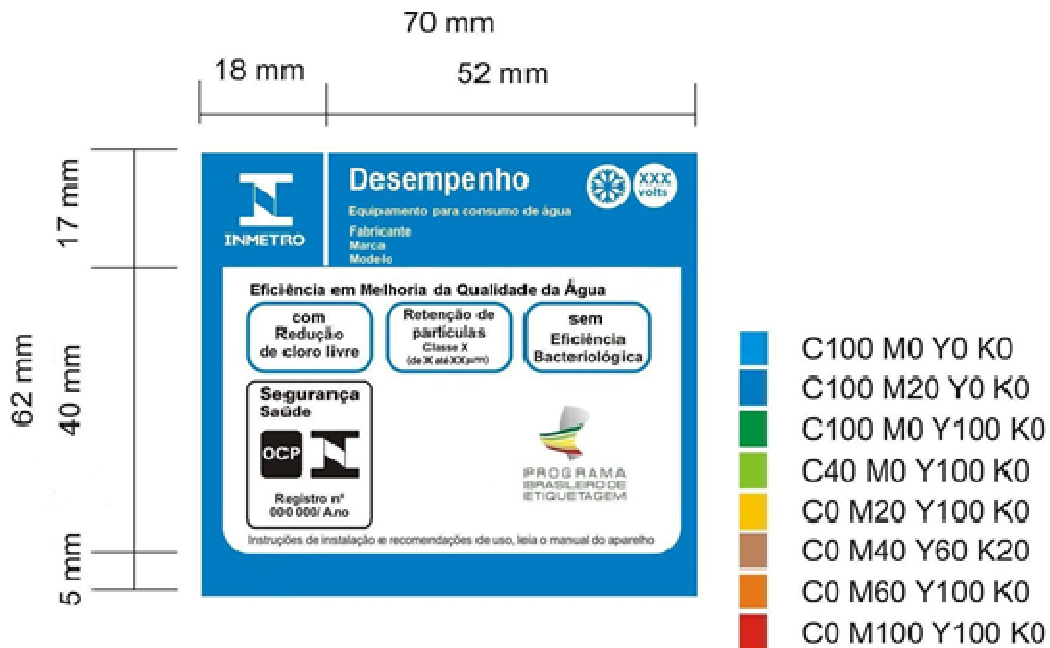 70 mm
18 mm
52 mm
17 mm
62 mm
40 mm
5 mm
INMETRO
Desempenho
XXX
volts
Equipamento para consumo de água
Fabricante
Marca
Modelo
Eficiência em Melhoria da Qualidade da Água
com
Redução
de cloro livre
Retenção de
partículas
Classe X
(de X até XX µm)
sem
Eficiência
Bacteriológica
Segurança
Saúde
OCP
Registro nº
000 000/ Ano
PROGRAMA
BRASILEIRO DE
ETIQUETAGEM
Instruções de instalação e recomendações de uso, leia o manual do aparelho
C100 M0 Y0 K0
C100 M20 Y0 K0
C100 M0 Y100 K0
C40 M0 Y100 K0
C0 M20 Y100 K0
C0 M40 Y60 K20
C0 M60 Y100 K0
C0 M100 Y100 K0